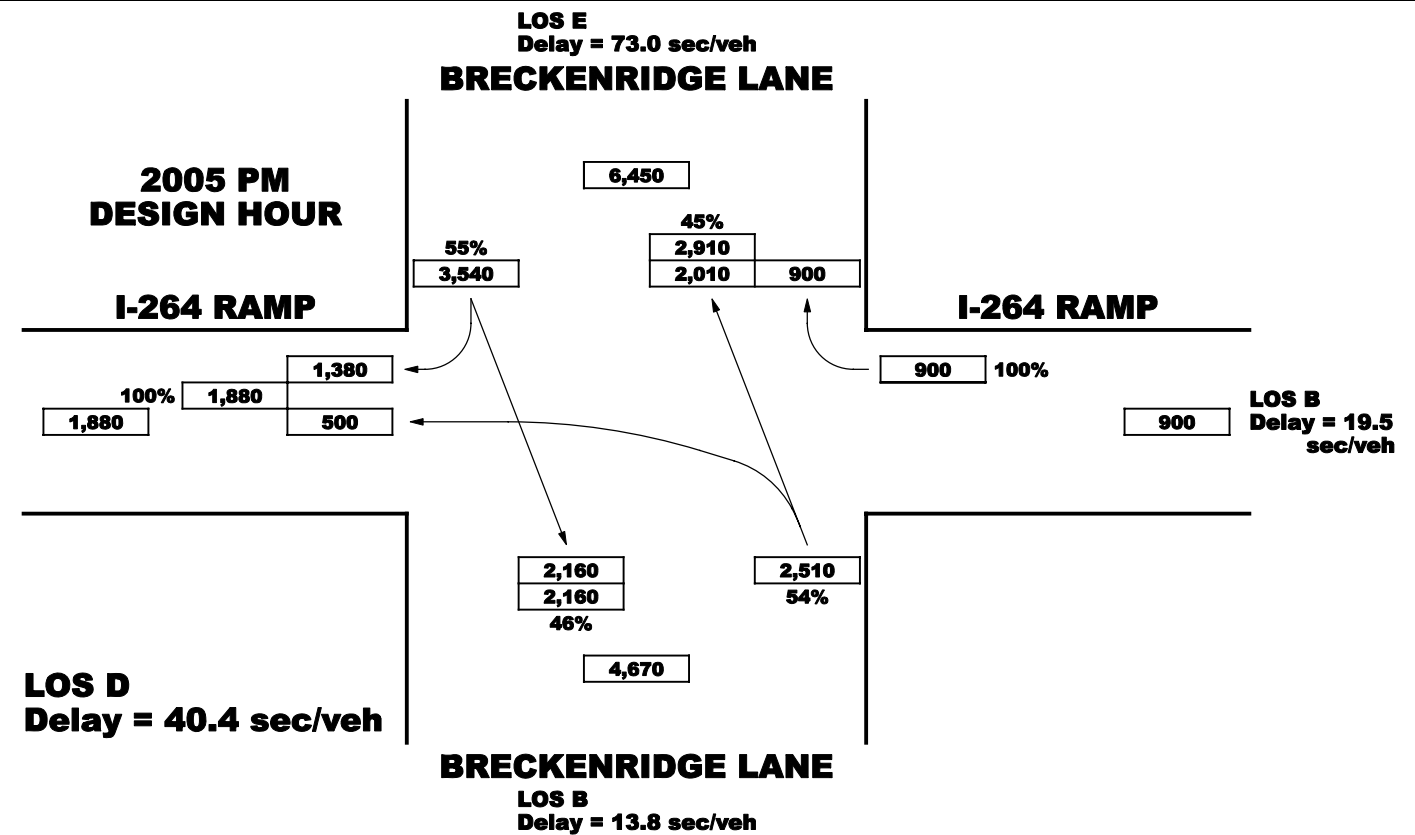 LOS E
Delay = 73.0 sec/veh
BRECKENRIDGE LANE
2005 PM
DESIGN HOUR
6,450
45%
2,910
2,010 900
55%
3,540
I-264 RAMP
I-264 RAMP
1,380
100% 1,880
1,880 500
900 100%
900
LOS B
Delay = 19.5
sec/veh
2,160
2,160
46%
2,510
54%
4,670
LOS D
Delay = 40.4 sec/veh
BRECKENRIDGE LANE
LOS B
Delay = 13.8 sec/veh